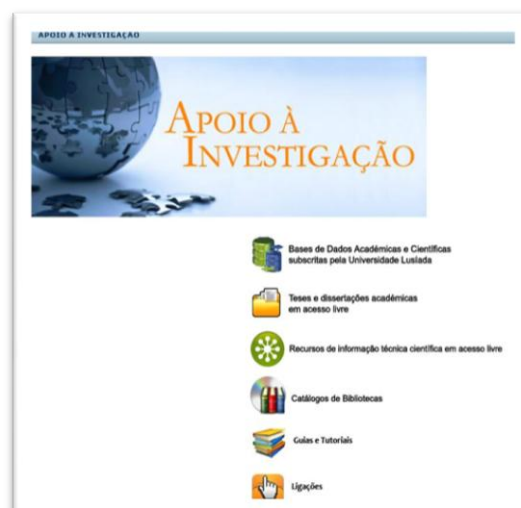 APOIO À INVESTIGAÇÃO
APOIO À
INVESTIGAÇÃO
Bases de Dados Académicas e Científicas
subscritas pela Universidade Lusíada
Teses e dissertações académicas
em acesso livre
Recursos de informação técnica científica em acesso livre
Catálogos de Bibliotecas
Guias e Tutoriais
Ligações